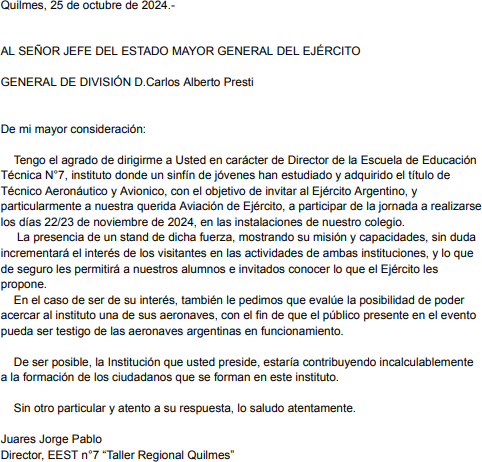 Quilmes, 25 de octubre de 2024.-
AL SEÑOR JEFE DEL ESTADO MAYOR GENERAL DEL EJÉRCITO
GENERAL DE DIVISIÓN D.Carlos Alberto Presti
De mi mayor consideración:
Tengo el agrado de dirigirme a Usted en carácter de Director de la Escuela de Educación
Técnica N°7, instituto donde un sinfín de jóvenes han estudiado y adquirido el título de
Técnico Aeronáutico y Avionico, con el objetivo de invitar al Ejército Argentino, y
particularmente a nuestra querida Aviación de Ejército, a participar de la jornada a realizarse
los días 22/23 de noviembre de 2024, en las instalaciones de nuestro colegio.
La presencia de un stand de dicha fuerza, mostrando su misión y capacidades, sin duda
incrementará el interés de los visitantes en las actividades de ambas instituciones, y lo que
de seguro les permitirá a nuestros alumnos e invitados conocer lo que el Ejército les
propone.
En el caso de ser de su interés, también le pedimos que evalúe la posibilidad de poder
acercar al instituto una de sus aeronaves, con el fin de que el público presente en el evento
pueda ser testigo de las aeronaves argentinas en funcionamiento.
De ser posible, la Institución que usted preside, estaría contribuyendo incalculablemente
a la formación de los ciudadanos que se forman en este instituto.
Sin otro particular y atento a su respuesta, lo saludo atentamente.
Juares Jorge Pablo
Director, EEST n°7 “Taller Regional Quilmes”